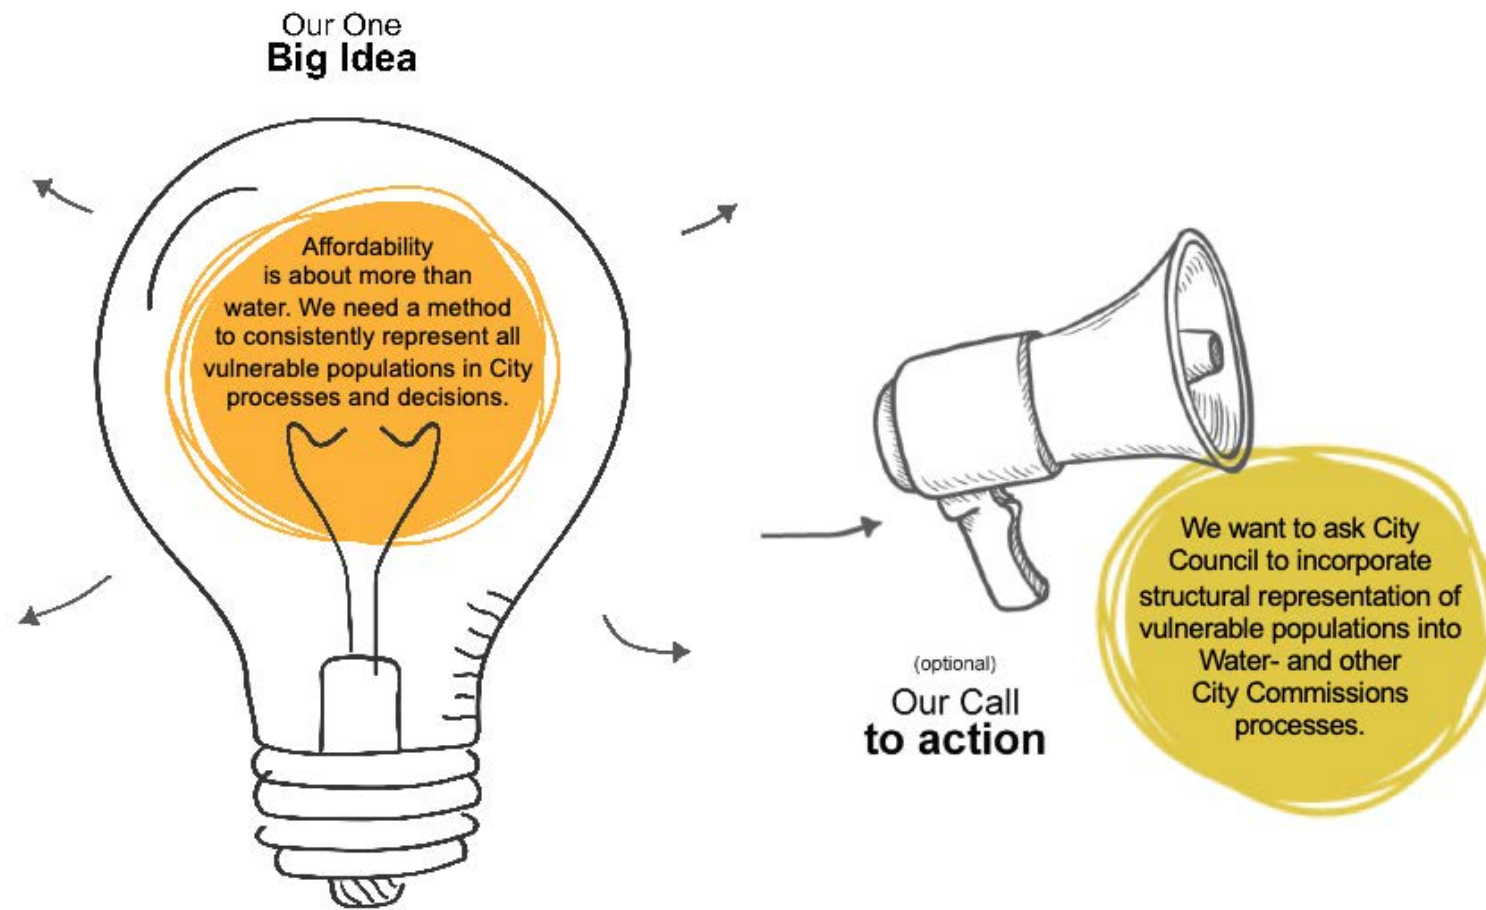 Our One
Big Idea
Affordability
is about more than
water. We need a method
to consistently represent all
vulnerable populations in City
processes and decisions.
We want to ask City
Council to incorporate
structural representation of
vulnerable populations into
Water- and other
City Commissions
processes.
(optional)
Our Call
to action